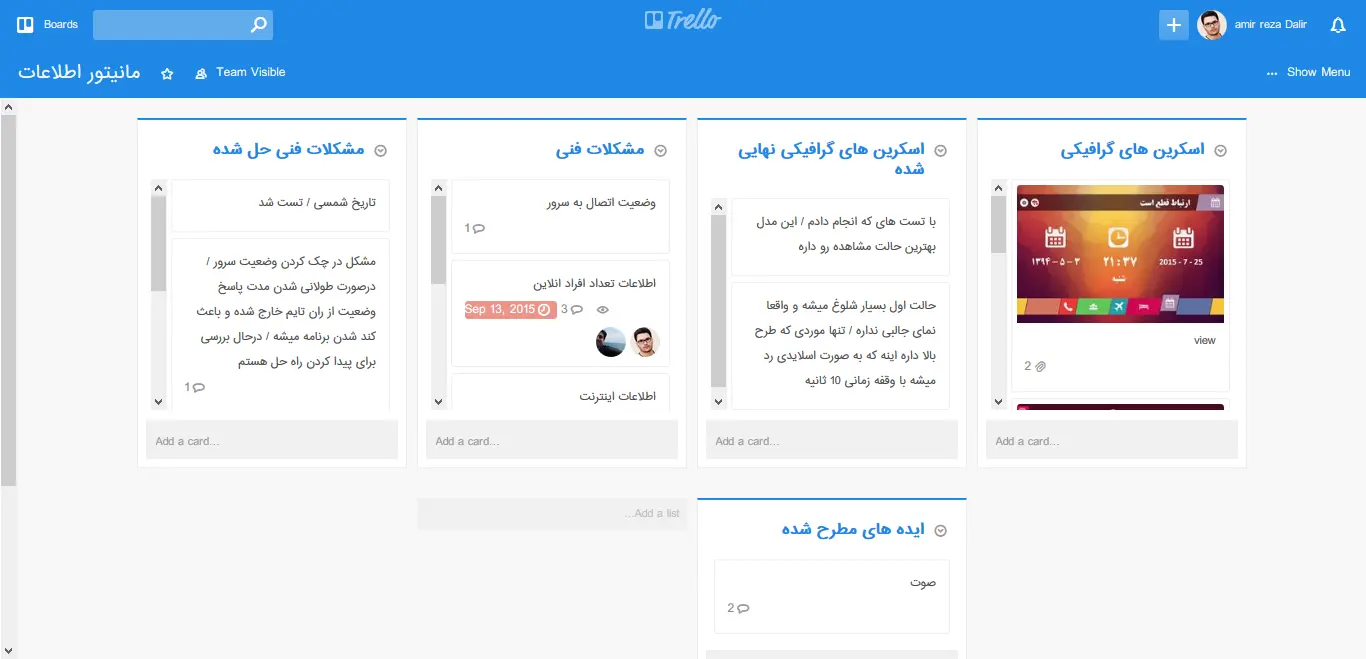 Boards
Trello
amir reza Dalir
مانیتور اطلاعات
Team Visible
... Show Menu
اسکرین های گرافیکی
ارتباط قطع است
۱۳۹۴ - ۵ - ۳
۲۱:۳۷
2015 - 7 - 25
شنبه
view
2
Add a card...
اسکرین های گرافیکی نهایی
شده
با تست های که انجام دادم / این مدل
بهترین حالت مشاهده رو داره
حالت اول بسیار شلوغ میشه و واقعا
نمای جالبی نداره / تنها موردی که طرح
بالا داره اینه که به صورت اسلایدی رد
میشه با وقفه زمانی 10 ثانیه
Add a card...
مشکلات فنی
وضعیت اتصال به سرور
1
اطلاعات تعداد افراد انلاین
Sep 13, 2015
3
اطلاعات اینترنت
Add a card...
مشکلات فنی حل شده
تاریخ شمسی / تست شد
مشکل در چک کردن وضعیت سرور /
درصورت طولانی شدن مدت پاسخ
وضعیت از ران تایم خارج شده و باعث
کند شدن برنامه میشه / درحال بررسی
برای پیدا کردن راه حل هستم
1
Add a card...
ایده های مطرح شده
صوت
2
...Add a list